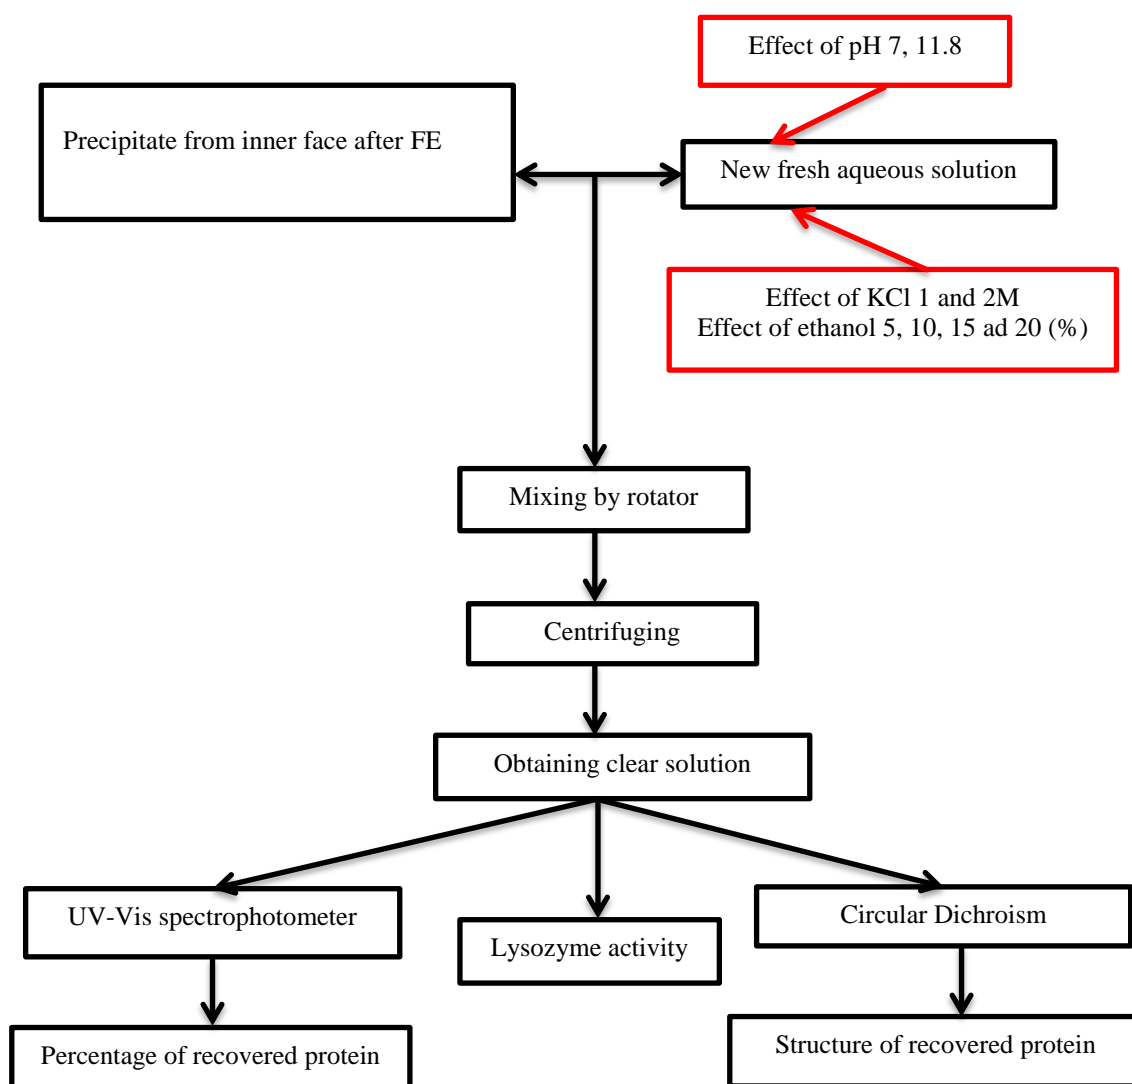 Effect of pH 7, 11.8
Precipitate from inner face after FE
New fresh aqueous solution
Effect of KCl 1 and 2M
Effect of ethanol 5, 10, 15 ad 20 (%)
Mixing by rotator
Centrifuging
Obtaining clear solution
UV-Vis spectrophotometer
Lysozyme activity
Circular Dichroism
Percentage of recovered protein
Structure of recovered protein